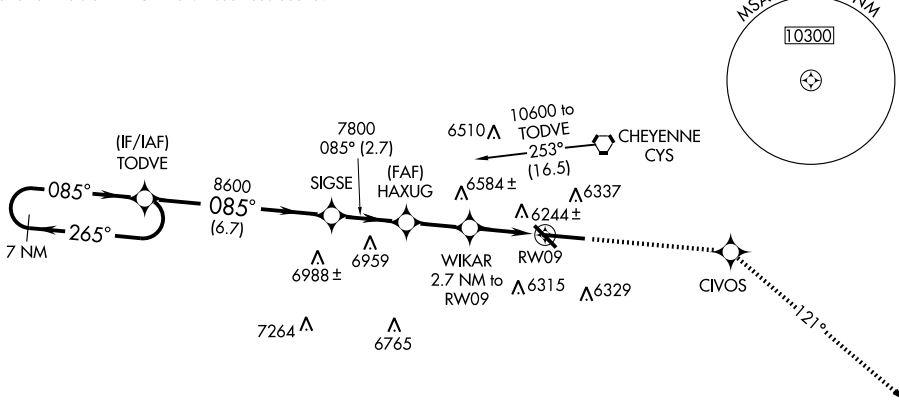 MSA
NM
10300
10600 to
TODVE
253°
(16.5)
6510
CHEYENNE
CYS
7800
085° (2.7)
(IF/IAF)
TODVE
(FAF)
HAXUG
SIGSE
6584 ±
6337
085°
8600
085°
(6.7)
6244 ±
265°
7 NM
6988 ±
6959
WIKAR
2.7 NM to
RW09
RW09
6315
6329
CIVOS
7264
6765
121°